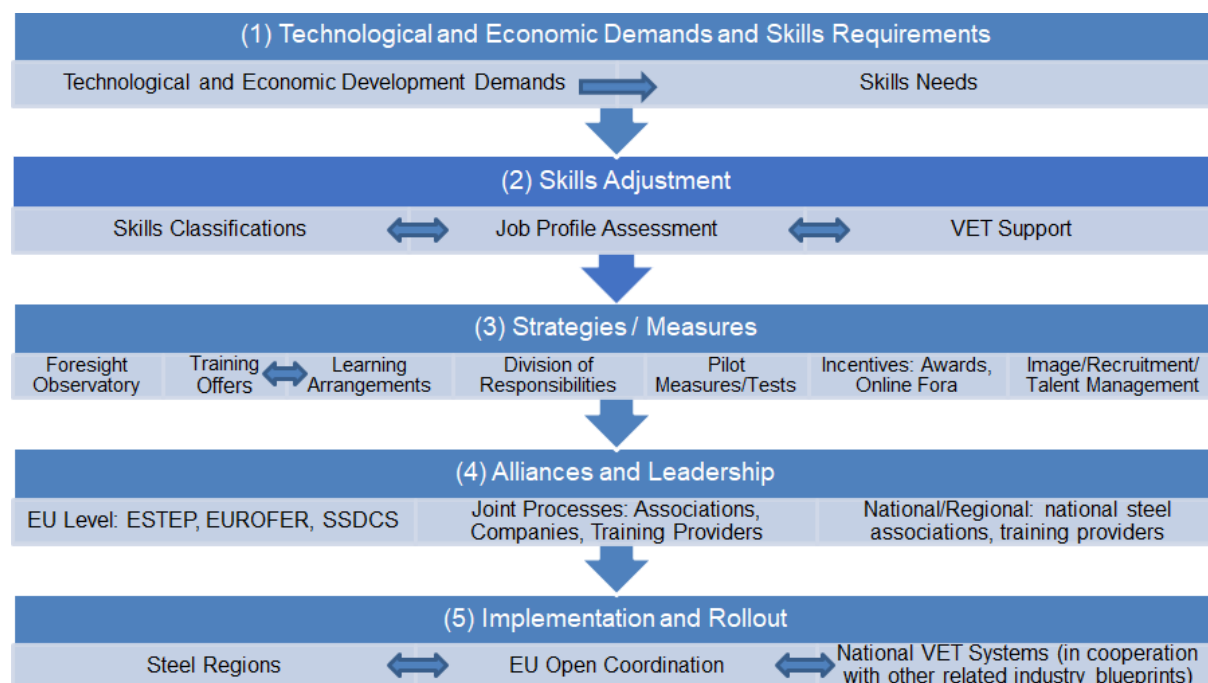 (1) Technological and Economic Demands and Skills Requirements
Technological and Economic Development Demands
Skills Needs
(2) Skills Adjustment
Skills Classifications
Job Profile Assessment
VET Support
(3) Strategies / Measures
Foresight
Observatory
Training
Offers
Learning
Arrangements
Division of
Responsibilities
Pilot
Measures/Tests
Incentives: Awards,
Online Fora
Image/Recruitment/
Talent Management
(4) Alliances and Leadership
EU Level: ESTEP, EUROFER, SSDCS
Joint Processes: Associations,
Companies, Training Providers
National/Regional: national steel
associations, training providers
(5) Implementation and Rollout
Steel Regions
EU Open Coordination
National VET Systems (in cooperation
with other related industry blueprints)